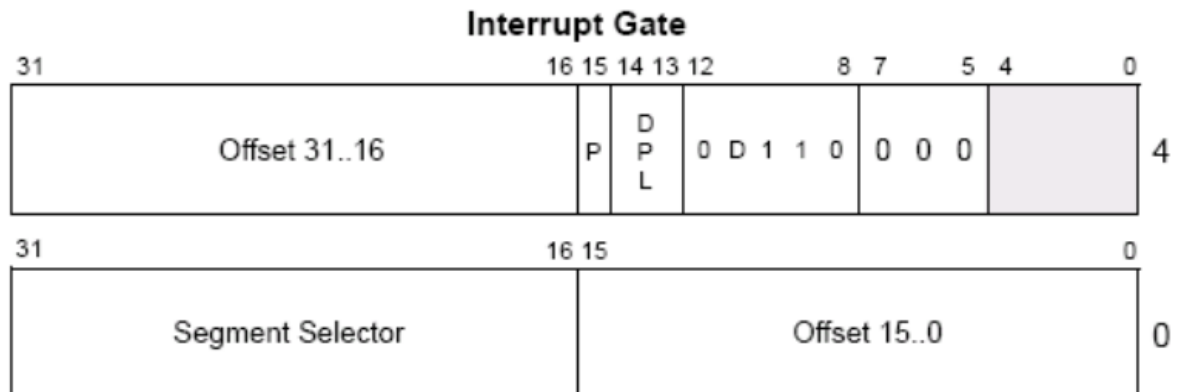 Interrupt Gate
31 16 15 14 13 12 8 7 5 4 0
Offset 31..16 P DPL 0 D 1 1 0 0 0 0 4
31 16 15 0
Segment Selector Offset 15..0 0